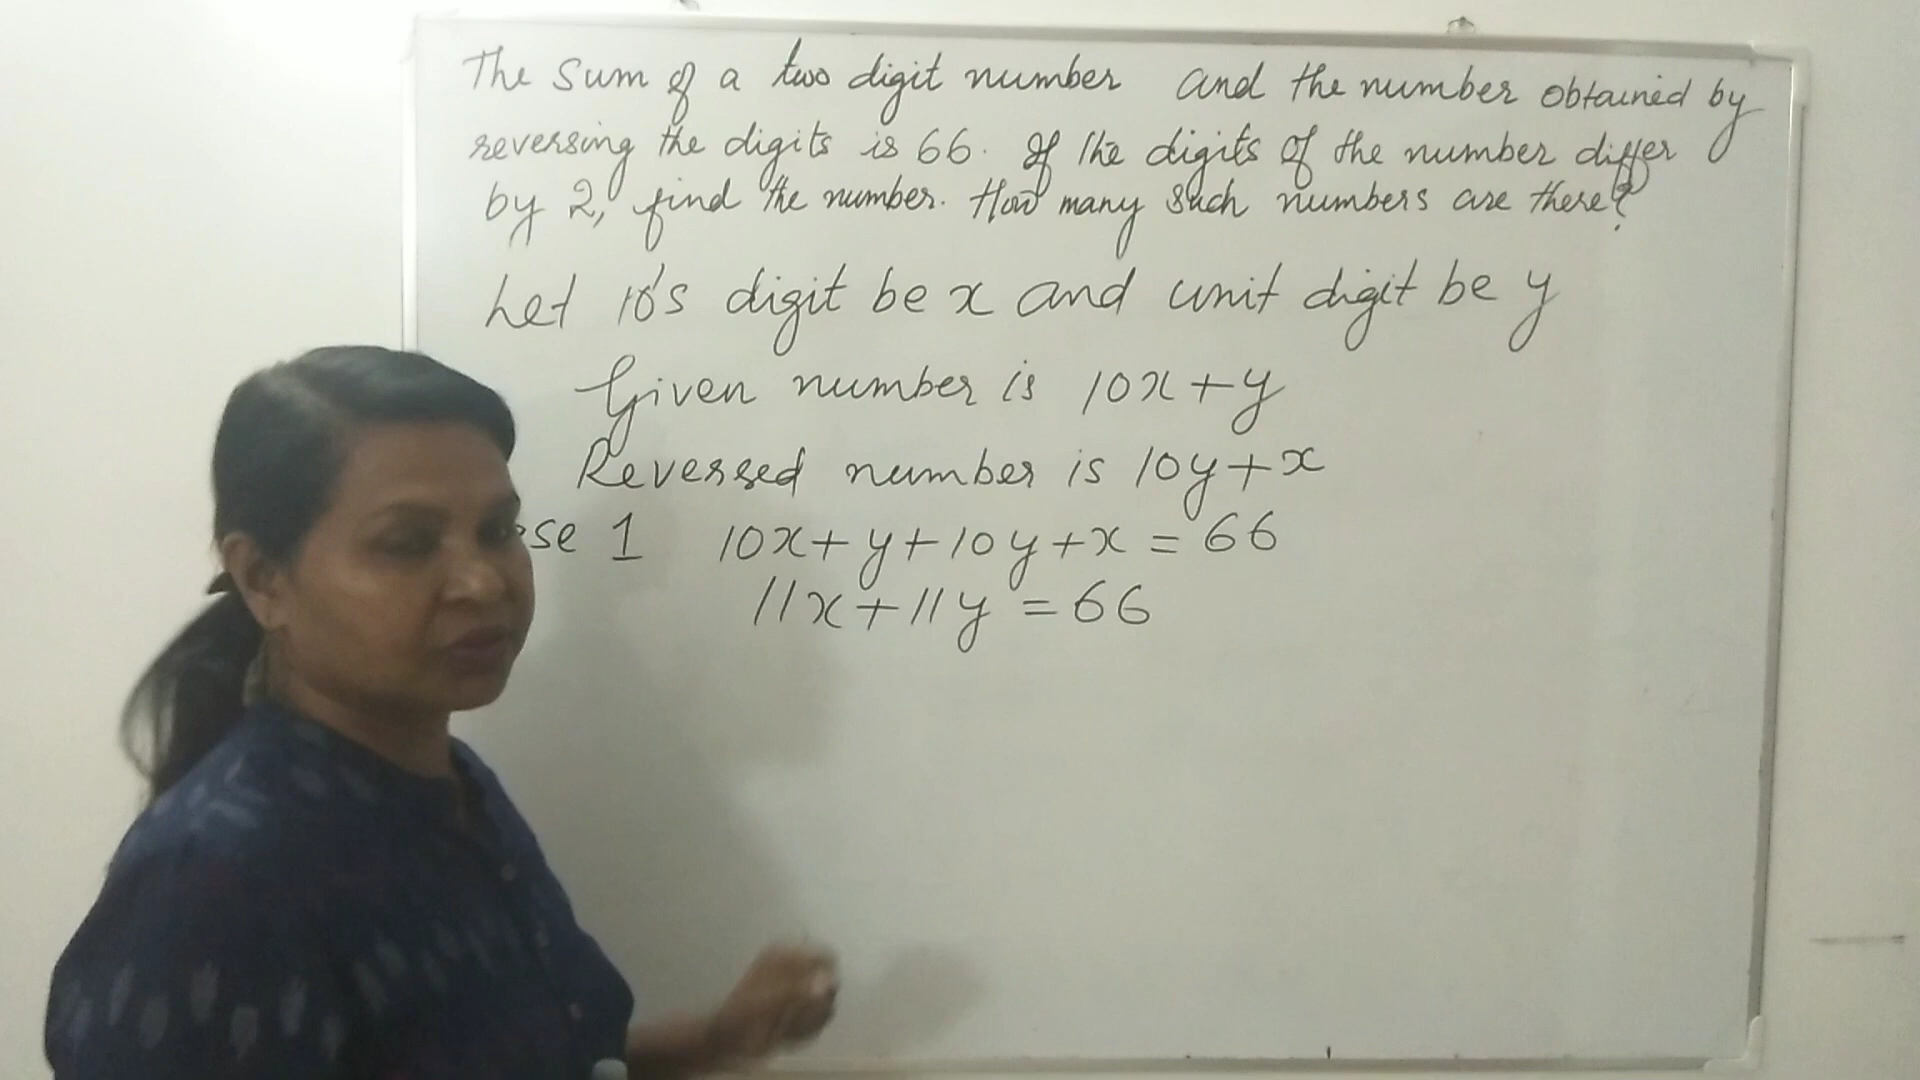 The sum of a two digit number and the number obtained by
reversing the digits is 66. If the digits of the number differ
by 2, find the number. How many such numbers are there?
Let 10's digit be x and unit digit be y
Given number is 10x+y
Reversed number is 10y+x
se 1 10x+y+10y+x = 66
11x+11y = 66